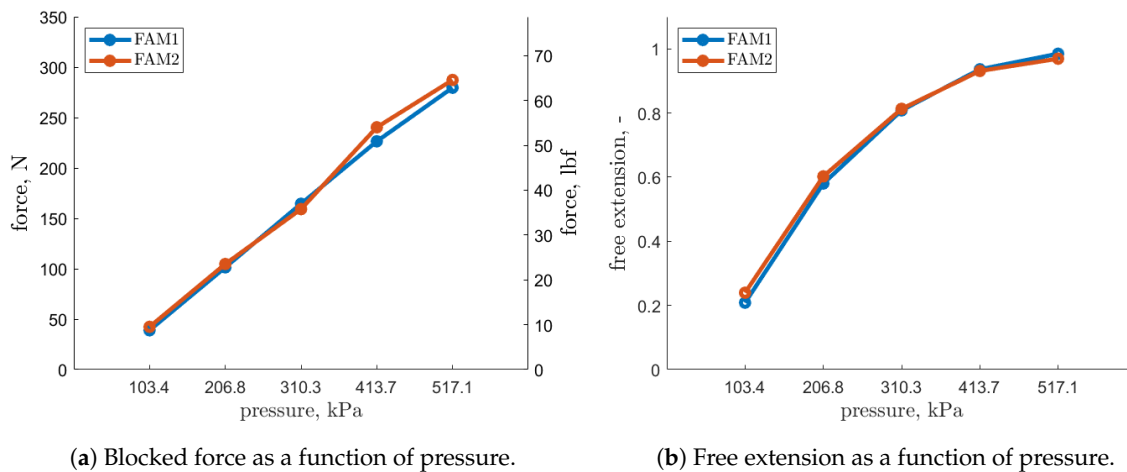 350
300
250
200
150
100
50
0
force, N
FAM1
FAM2
70
60
50
40
30
20
10
0
force, lbf
103.4 206.8 310.3 413.7 517.1
pressure, kPa
(a) Blocked force as a function of pressure.
1
0.8
0.6
0.4
0.2
0
free extension, -
FAM1
FAM2
103.4 206.8 310.3 413.7 517.1
pressure, kPa
(b) Free extension as a function of pressure.